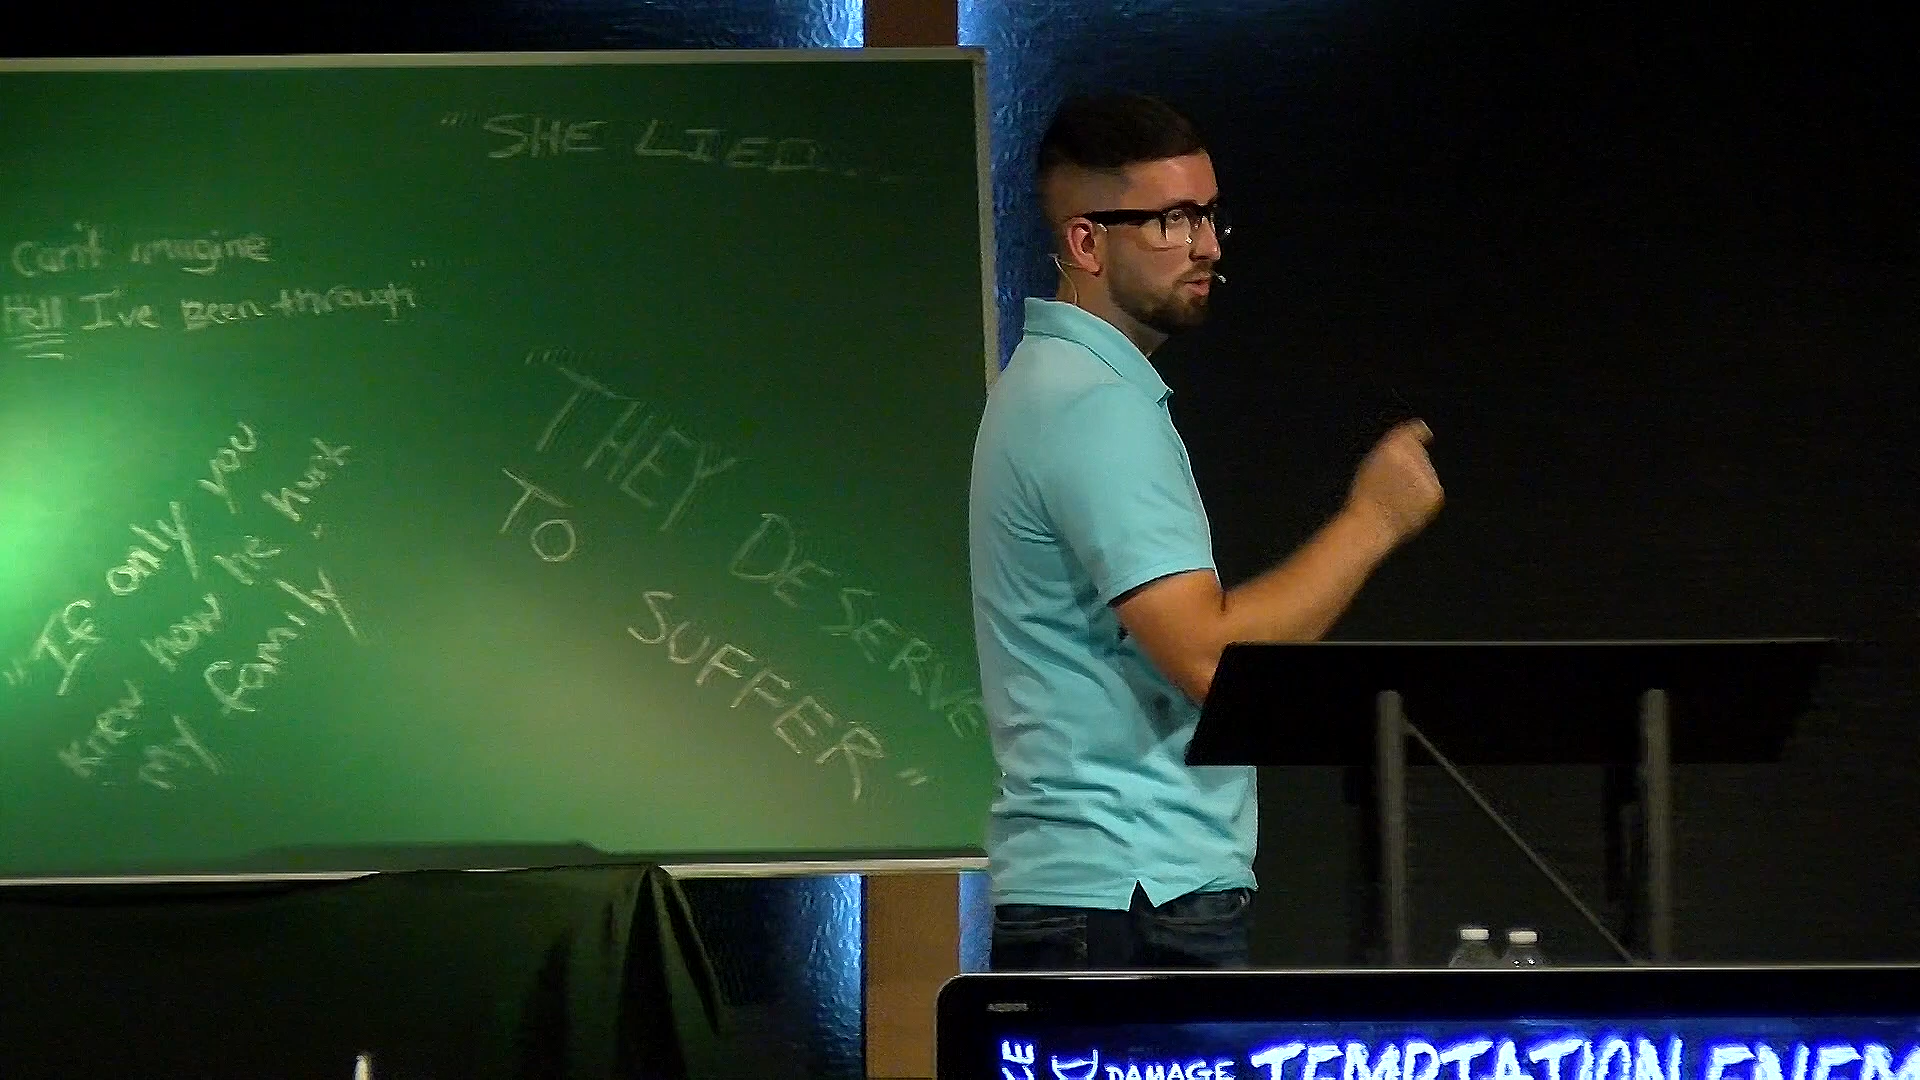 "SHE LIED...
Can't imagine
Hell I've Been through
"If only you
knew how he hurt
my family
"THEY DESERVE
TO SUFFER"
DAMAGE TEMPTATION